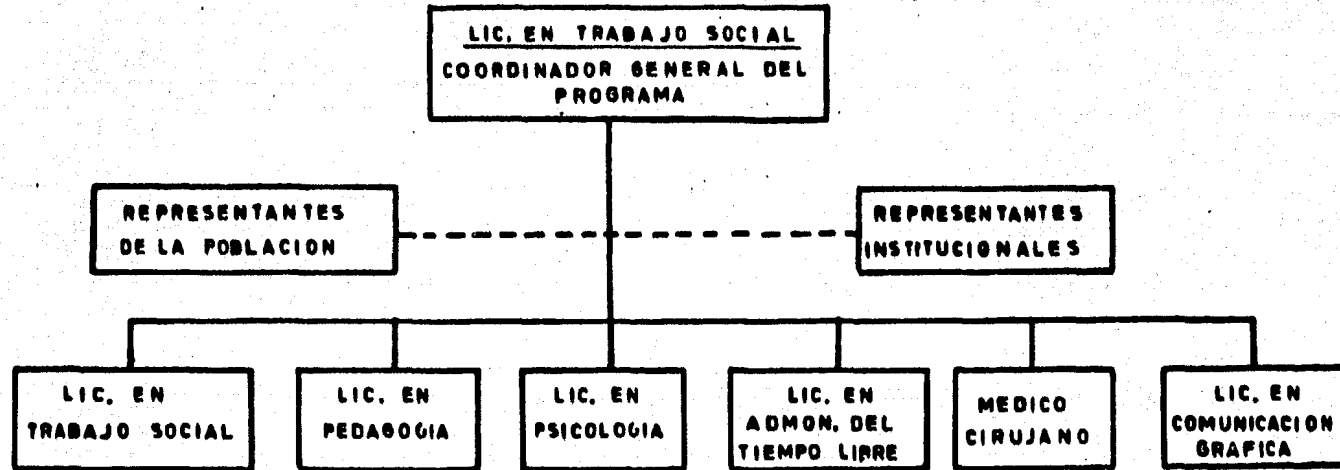 LIC. EN TRABAJO SOCIAL
COORDINADOR GENERAL DEL
PROGRAMA
REPRESENTANTES
DE LA POBLACION
REPRESENTANTES
INSTITUCIONALES
LIC. EN
TRABAJO SOCIAL
LIC. EN
PEDAGOGIA
LIC. EN
PSICOLOGIA
LIC. EN
ADMON. DEL
TIEMPO LIBRE
MEDICO
CIRUJANO
LIC. EN
COMUNICACION
GRAFICA